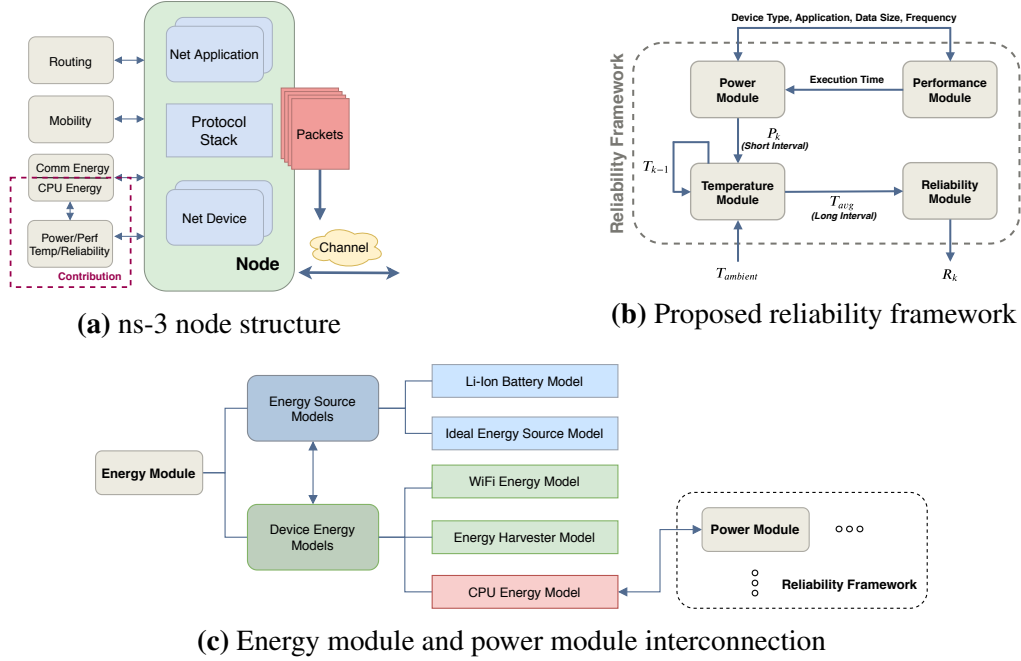 Routing
Mobility
Comm Energy
CPU Energy
Power/Perf
Temp/Reliability
Contribution
Net Application
Protocol
Stack
Net Device
Node
Packets
Channel
(a) ns-3 node structure
Device Type, Application, Data Size, Frequency
Reliability Framework
Power
Module
Execution Time
Performance
Module
P_k
(Short Interval)
T_{k−1}
Temperature
Module
T_{avg}
(Long Interval)
Reliability
Module
T_{ambient}
R_k
(b) Proposed reliability framework
Energy Module
Energy Source
Models
Device Energy
Models
Li-Ion Battery Model
Ideal Energy Source Model
WiFi Energy Model
Energy Harvester Model
CPU Energy Model
Power Module
Reliability Framework
(c) Energy module and power module interconnection